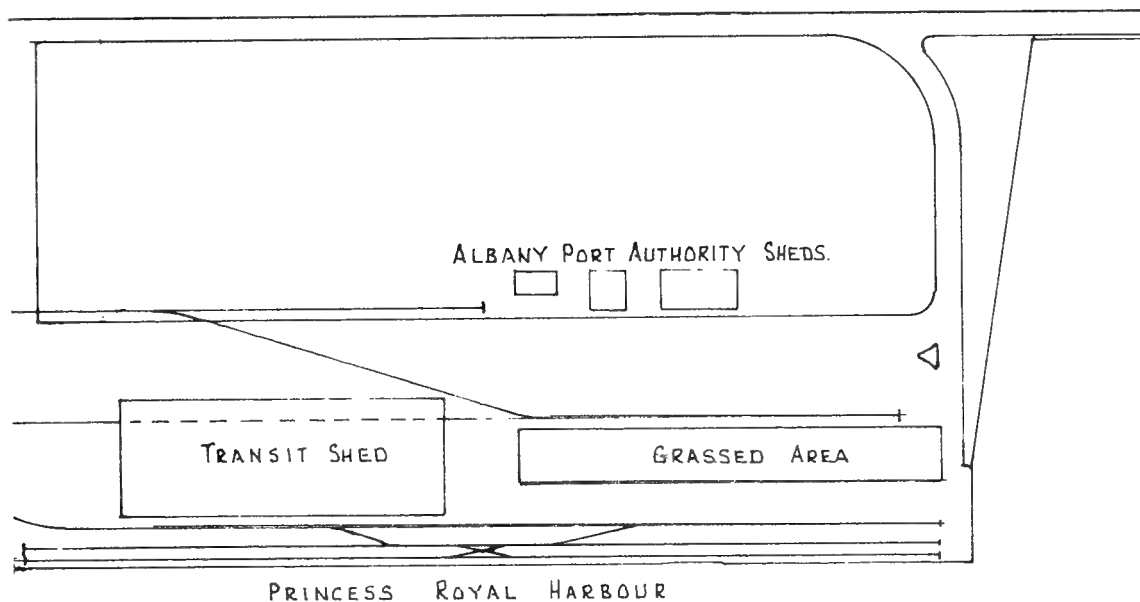 ALBANY PORT AUTHORITY SHEDS.
TRANSIT SHED
GRASSED AREA
PRINCESS ROYAL HARBOUR